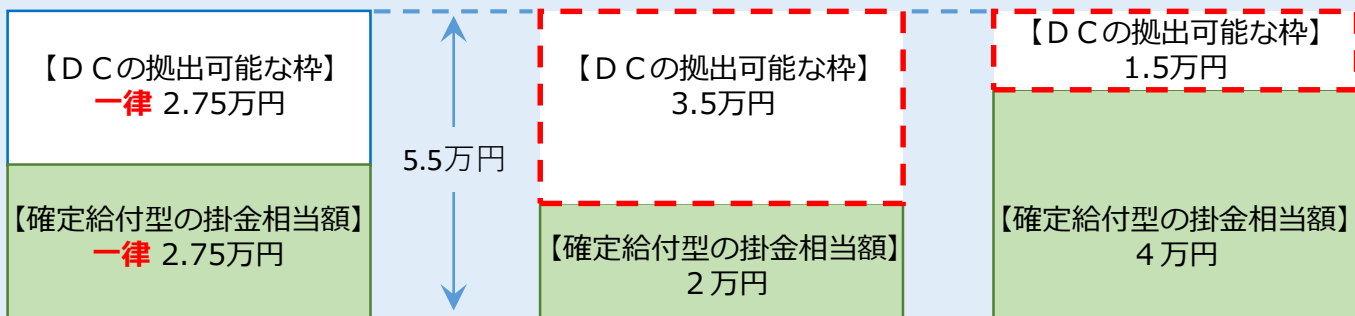 【ＤＣの拠出可能な枠】
一律 2.75万円
【確定給付型の掛金相当額】
一律 2.75万円
5.5万円
【ＤＣの拠出可能な枠】
3.5万円
【確定給付型の掛金相当額】
２万円
【ＤＣの拠出可能な枠】
1.5万円
【確定給付型の掛金相当額】
４万円